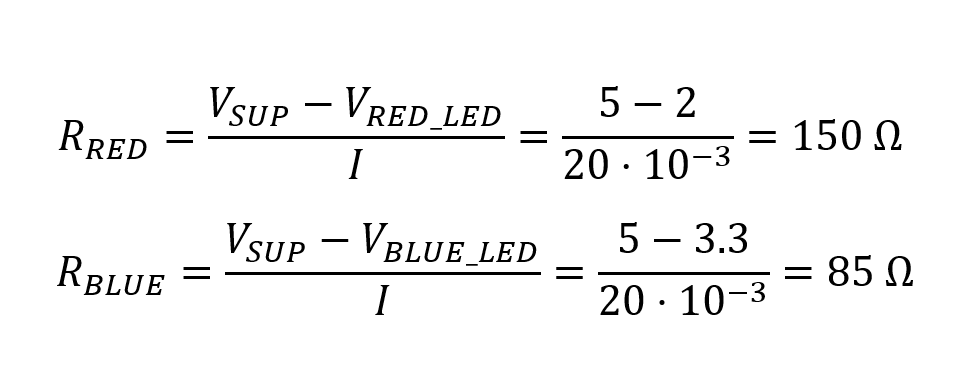 R_RED = (V_SUP − V_RED_LED) / I = (5 − 2) / (20 · 10⁻³) = 150 Ω
R_BLUE = (V_SUP − V_BLUE_LED) / I = (5 − 3.3) / (20 · 10⁻³) = 85 Ω